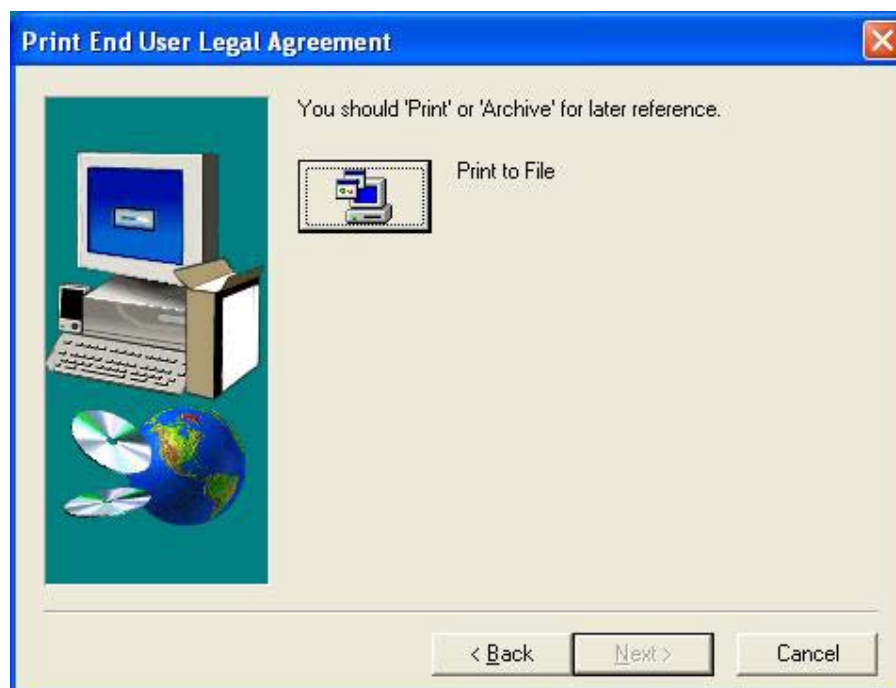 Print End User Legal Agreement
You should 'Print' or 'Archive' for later reference.
Print to File
< Back
Next >
Cancel